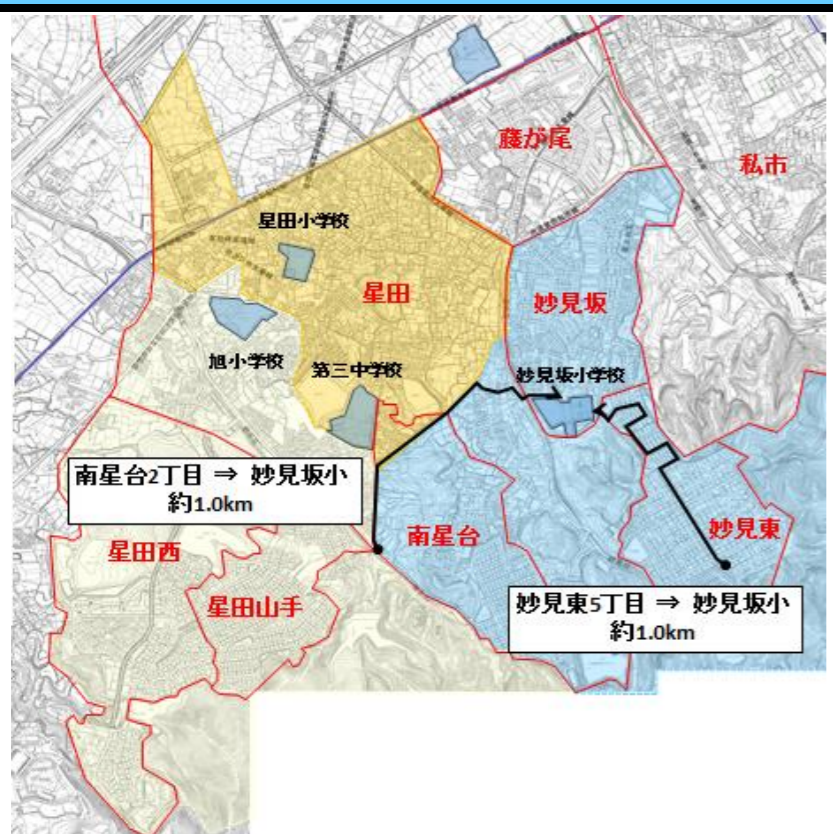 藤が尾
私市
星田小学校
星田
妙見坂
旭小学校
第三中学校
妙見坂小学校
南星台2丁目 ⇒ 妙見坂小
約1.0km
南星台
妙見東
星田西
星田山手
妙見東5丁目 ⇒ 妙見坂小
約1.0km